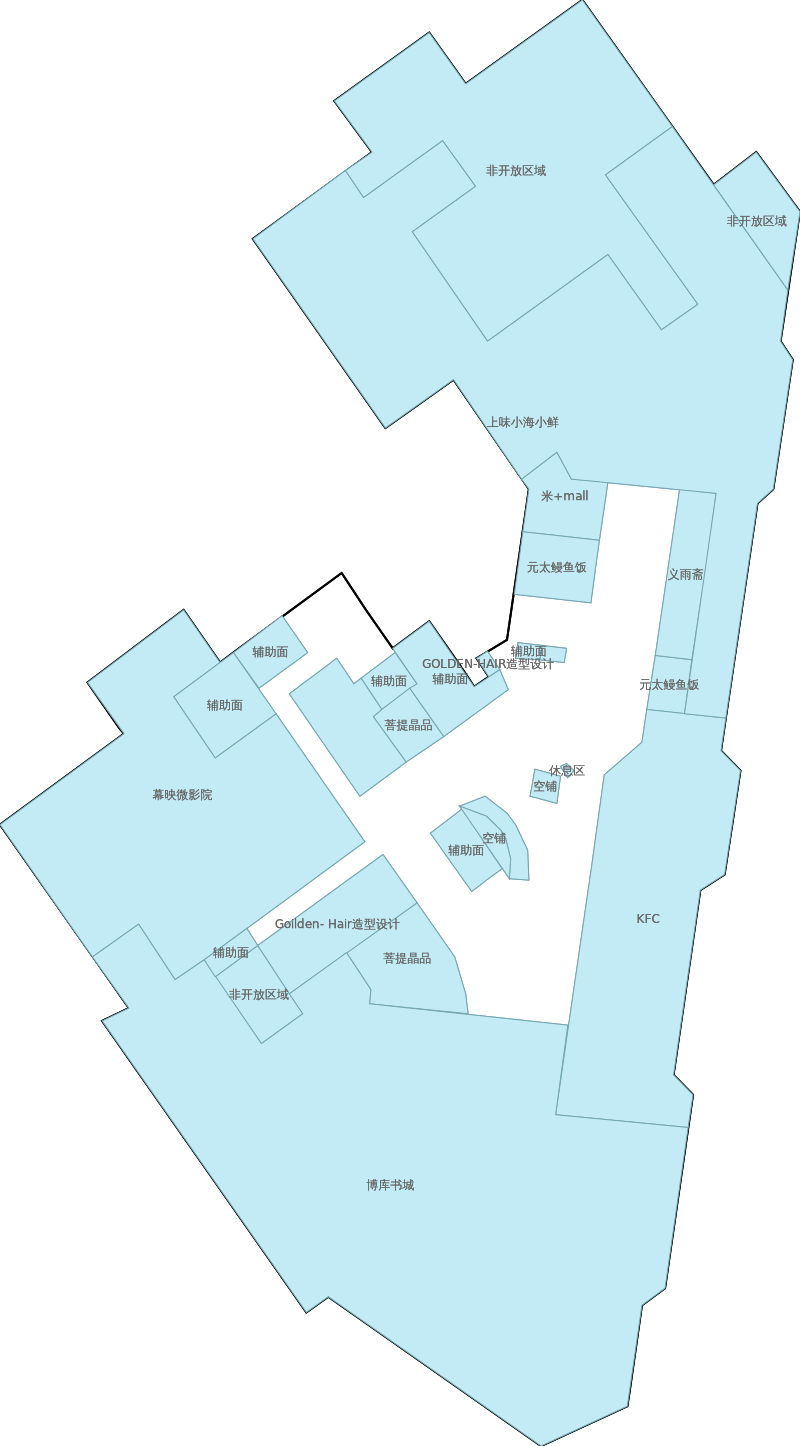 非开放区域
非开放区域
上味小海小鲜
米+mall
元太鳗鱼饭
义雨斋
辅助面
辅助面
GOLDEN-HAIR造型设计
辅助面
辅助面
元太鳗鱼饭
辅助面
菩提晶品
休息区
空铺
幕映微影院
空铺
辅助面
KFC
Goilden- Hair造型设计
辅助面
菩提晶品
非开放区域
博库书城